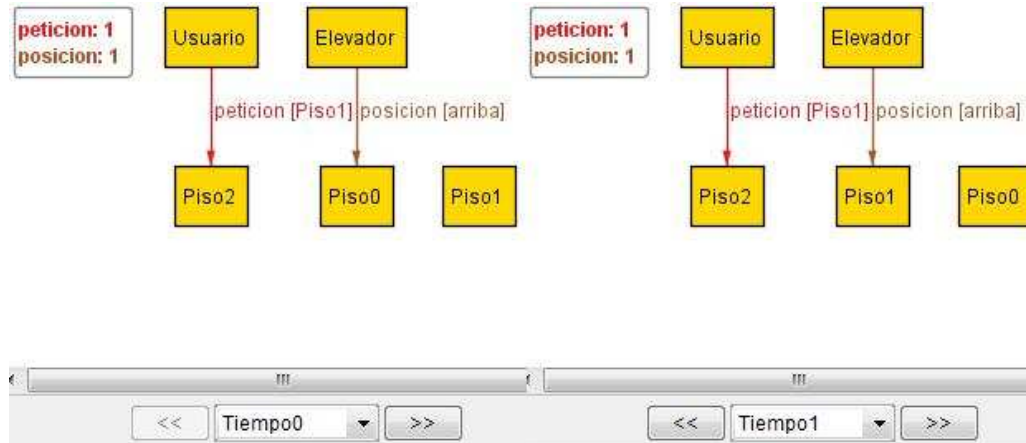 peticion: 1
posicion: 1
Usuario
Elevador
peticion [Piso1]
posicion [arriba]
Piso2
Piso0
Piso1
<<
Tiempo0
>>
peticion: 1
posicion: 1
Usuario
Elevador
peticion [Piso1]
posicion [arriba]
Piso2
Piso1
Piso0
<<
Tiempo1
>>